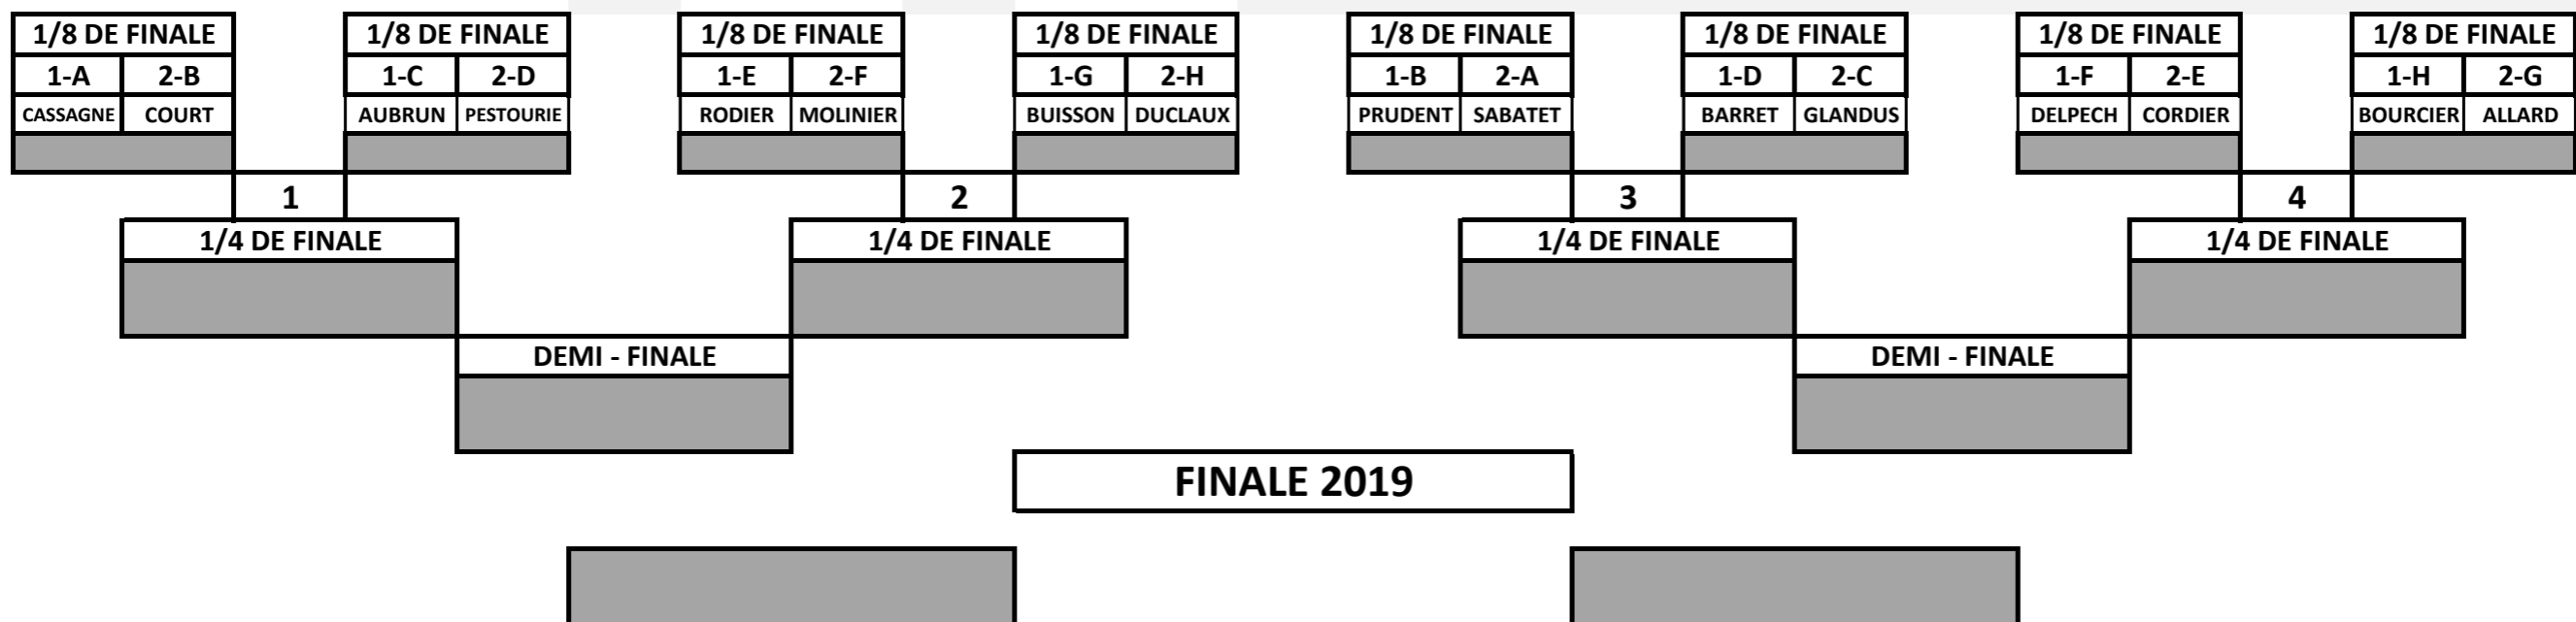 1/8 DE FINALE 1/8 DE FINALE 1/8 DE FINALE 1/8 DE FINALE 1/8 DE FINALE 1/8 DE FINALE 1/8 DE FINALE 1/8 DE FINALE
1-A 2-B 1-C 2-D 1-E 2-F 1-G 2-H 1-B 2-A 1-D 2-C 1-F 2-E 1-H 2-G
CASSAGNE COURT AUBRUN PESTOURIE RODIER MOLINIER BUISSON DUCLAUX PRUDENT SABATET BARRET GLANDUS DELPECH CORDIER BOURCIER ALLARD
1 2 3 4
1/4 DE FINALE 1/4 DE FINALE 1/4 DE FINALE 1/4 DE FINALE
DEMI - FINALE DEMI - FINALE
FINALE 2019